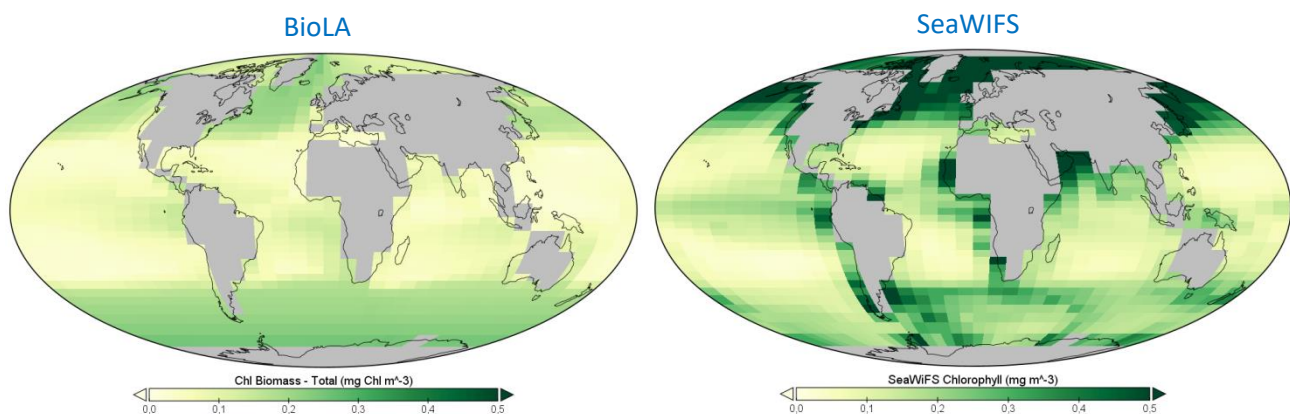 BioLA
SeaWIFS
Chl Biomass - Total (mg Chl m^-3)
0,0 0,1 0,2 0,3 0,4 0,5
SeaWiFS Chlorophyll (mg m^-3)
0,0 0,1 0,2 0,3 0,4 0,5